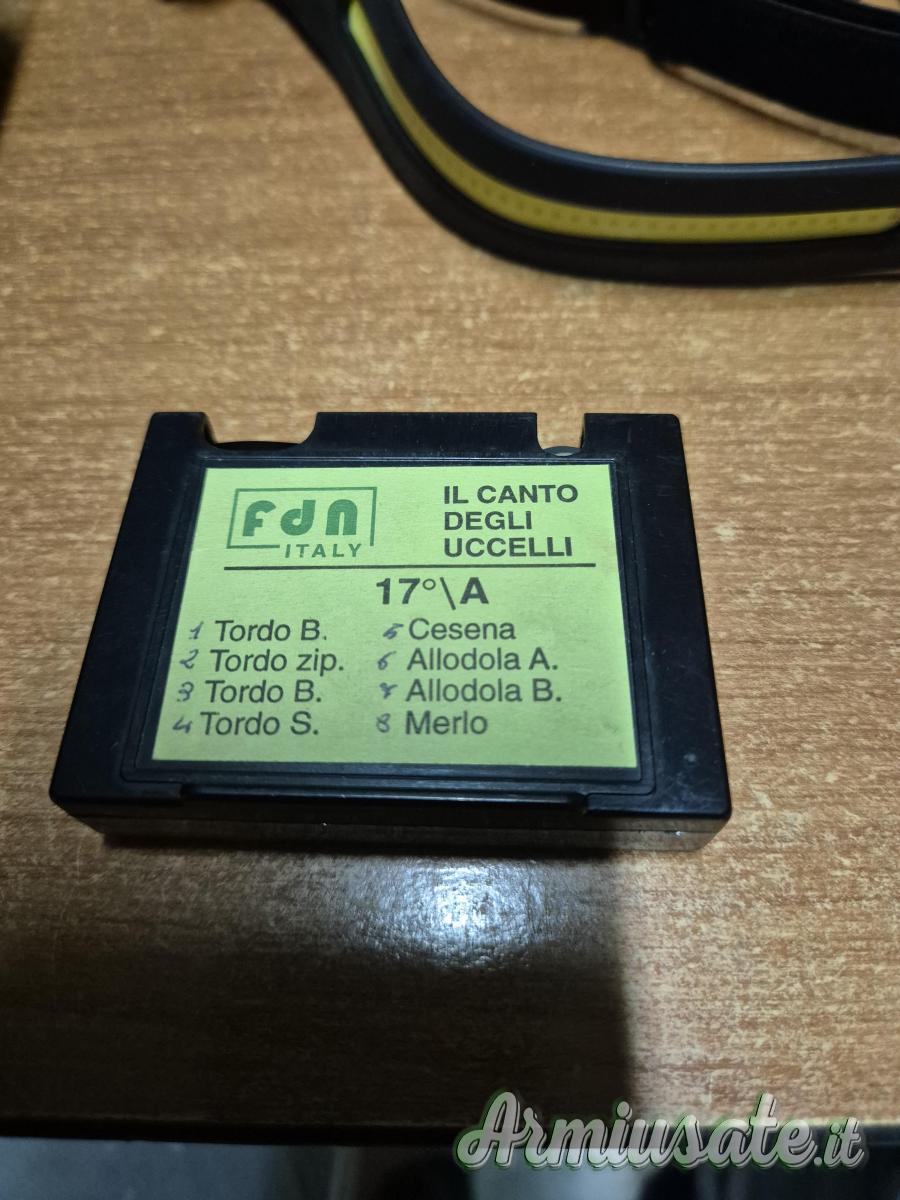 FdN
ITALY
IL CANTO
DEGLI
UCCELLI
17°\A
1 Tordo B.
2 Tordo zip.
3 Tordo B.
4 Tordo S.
5 Cesena
6 Allodola A.
7 Allodola B.
8 Merlo
Armiusate.it